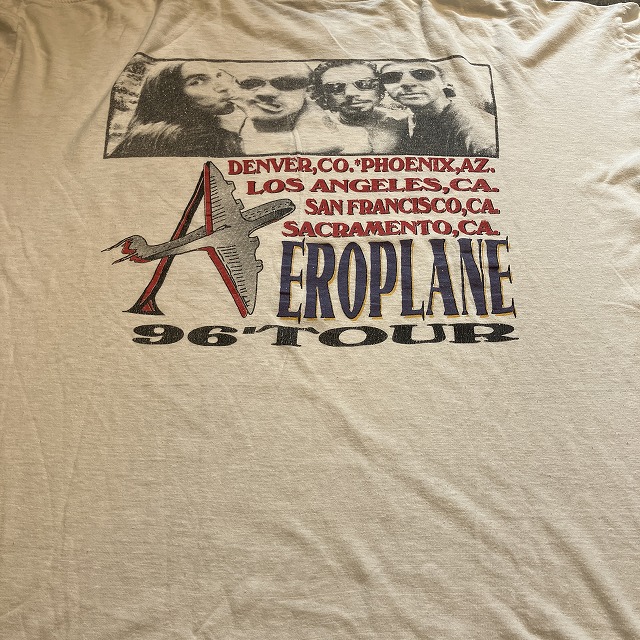 DENVER,CO.*PHOENIX,AZ.
LOS ANGELES,CA.
SAN FRANCISCO,CA.
SACRAMENTO,CA.
AEROPLANE
96'TOUR